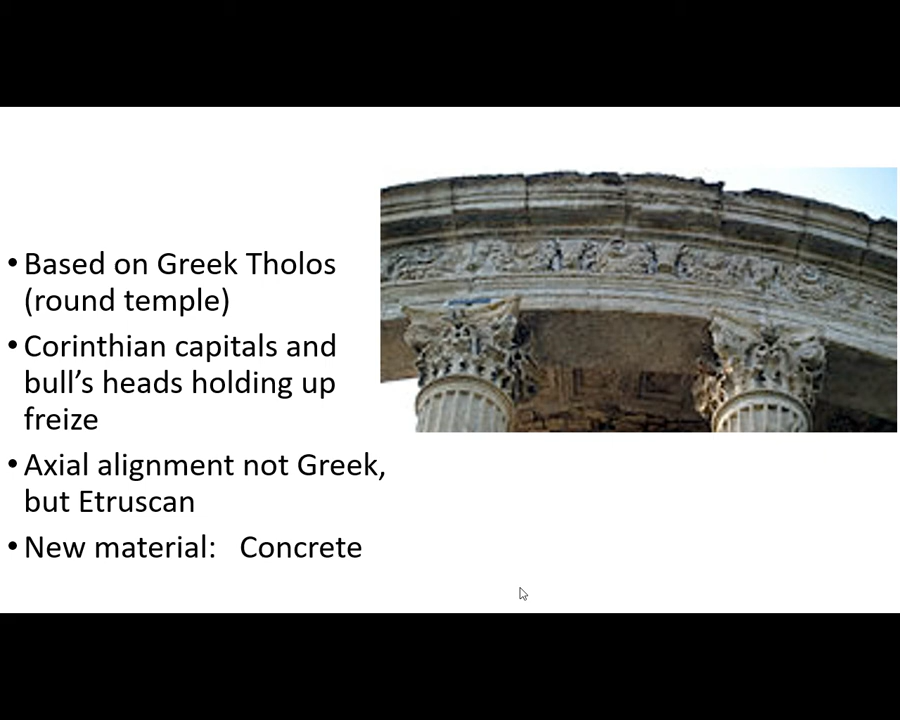 • Based on Greek Tholos
(round temple)
• Corinthian capitals and
bull’s heads holding up
freize
• Axial alignment not Greek,
but Etruscan
• New material:   Concrete